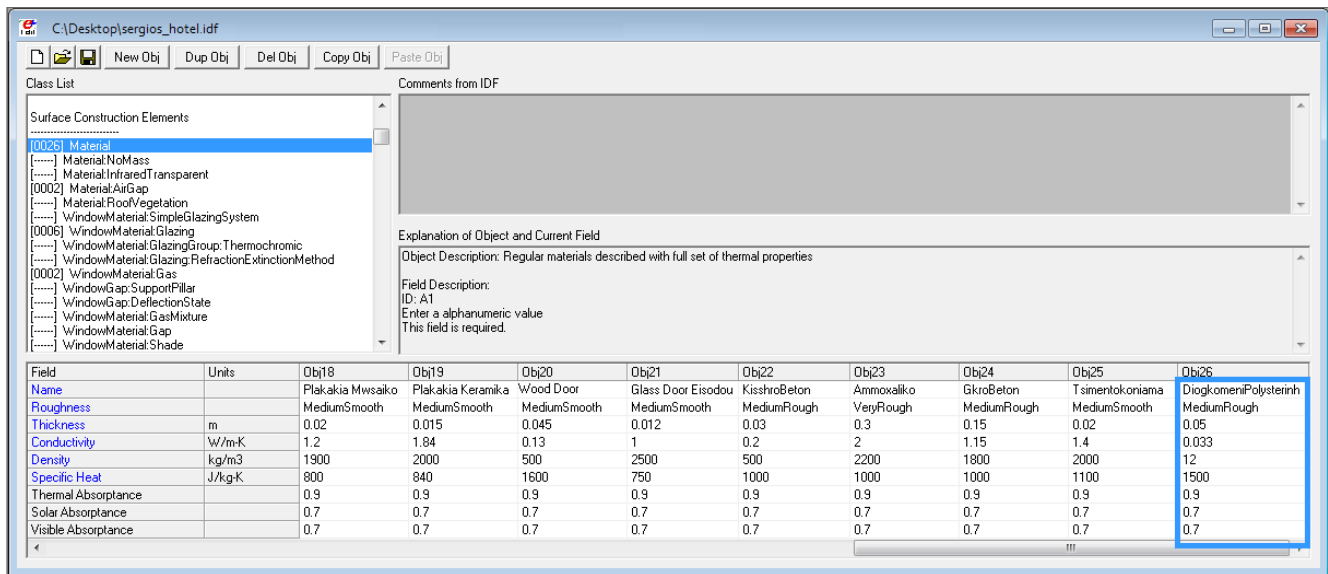 C:\Desktop\sergios_hotel.idf
New Obj Dup Obj Del Obj Copy Obj Paste Obj
Class List
Comments from IDF
Surface Construction Elements
---------------------------
[0026] Material
[------] Material:NoMass
[------] Material:InfraredTransparent
[0002] Material:AirGap
[------] Material:RoofVegetation
[------] WindowMaterial:SimpleGlazingSystem
[0006] WindowMaterial:Glazing
[------] WindowMaterial:GlazingGroup:Thermochromic
[------] WindowMaterial:Glazing:RefractionExtinctionMethod
[0002] WindowMaterial:Gas
[------] WindowGap:SupportPillar
[------] WindowGap:DeflectionState
[------] WindowMaterial:GasMixture
[------] WindowMaterial:Gap
[------] WindowMaterial:Shade
Explanation of Object and Current Field
Object Description: Regular materials described with full set of thermal properties
Field Description:
ID: A1
Enter a alphanumeric value
This field is required.
Field Units Obj18 Obj19 Obj20 Obj21 Obj22 Obj23 Obj24 Obj25 Obj26
Name Plakakia Mwsaiko Plakakia Keramika Wood Door Glass Door Eisodou KisshroBeton Ammoxaliko GkroBeton Tsimentokoniama DiogkomeniPolysterinh
Roughness MediumSmooth MediumSmooth MediumSmooth MediumSmooth MediumRough VeryRough MediumRough MediumSmooth MediumRough
Thickness m 0.02 0.015 0.045 0.012 0.03 0.3 0.15 0.02 0.05
Conductivity W/m-K 1.2 1.84 0.13 1 0.2 2 1.15 1.4 0.033
Density kg/m3 1900 2000 500 2500 500 2200 1800 2000 12
Specific Heat J/kg-K 800 840 1600 750 1000 1000 1000 1100 1500
Thermal Absorptance 0.9 0.9 0.9 0.9 0.9 0.9 0.9 0.9 0.9
Solar Absorptance 0.7 0.7 0.7 0.7 0.7 0.7 0.7 0.7 0.7
Visible Absorptance 0.7 0.7 0.7 0.7 0.7 0.7 0.7 0.7 0.7